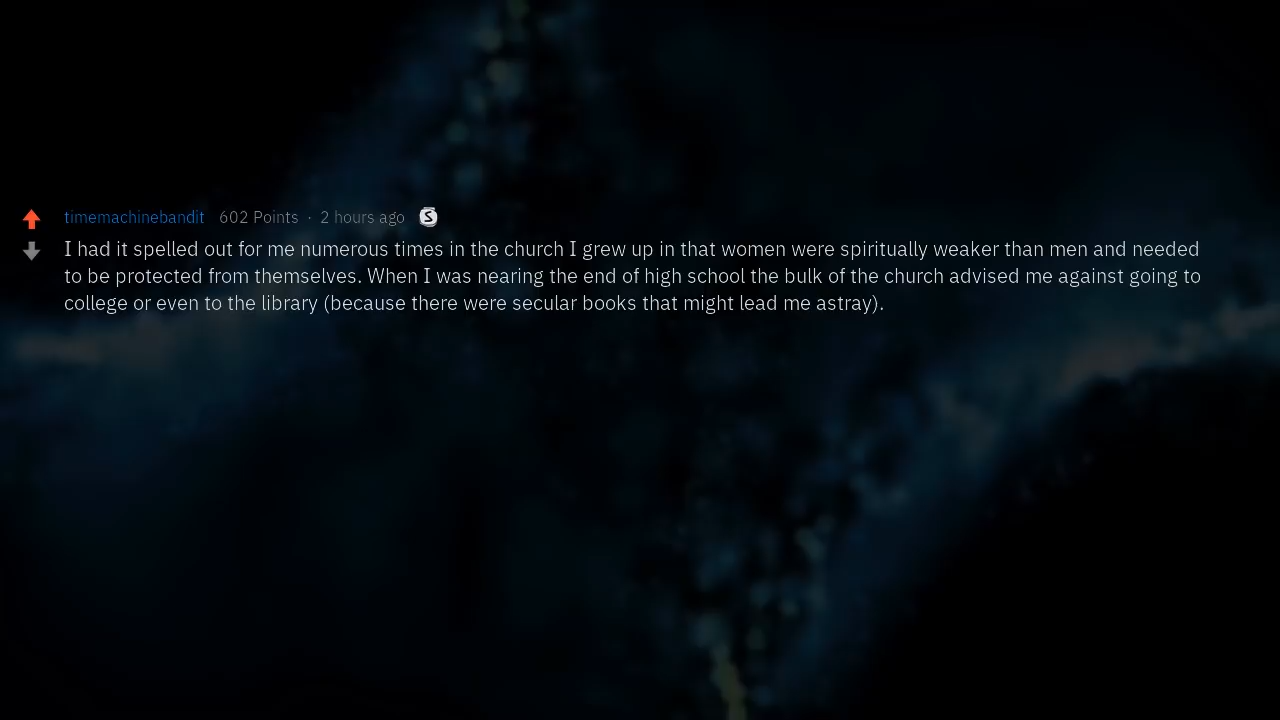 timemachinebandit 602 Points · 2 hours ago
I had it spelled out for me numerous times in the church I grew up in that women were spiritually weaker than men and needed
to be protected from themselves. When I was nearing the end of high school the bulk of the church advised me against going to
college or even to the library (because there were secular books that might lead me astray).